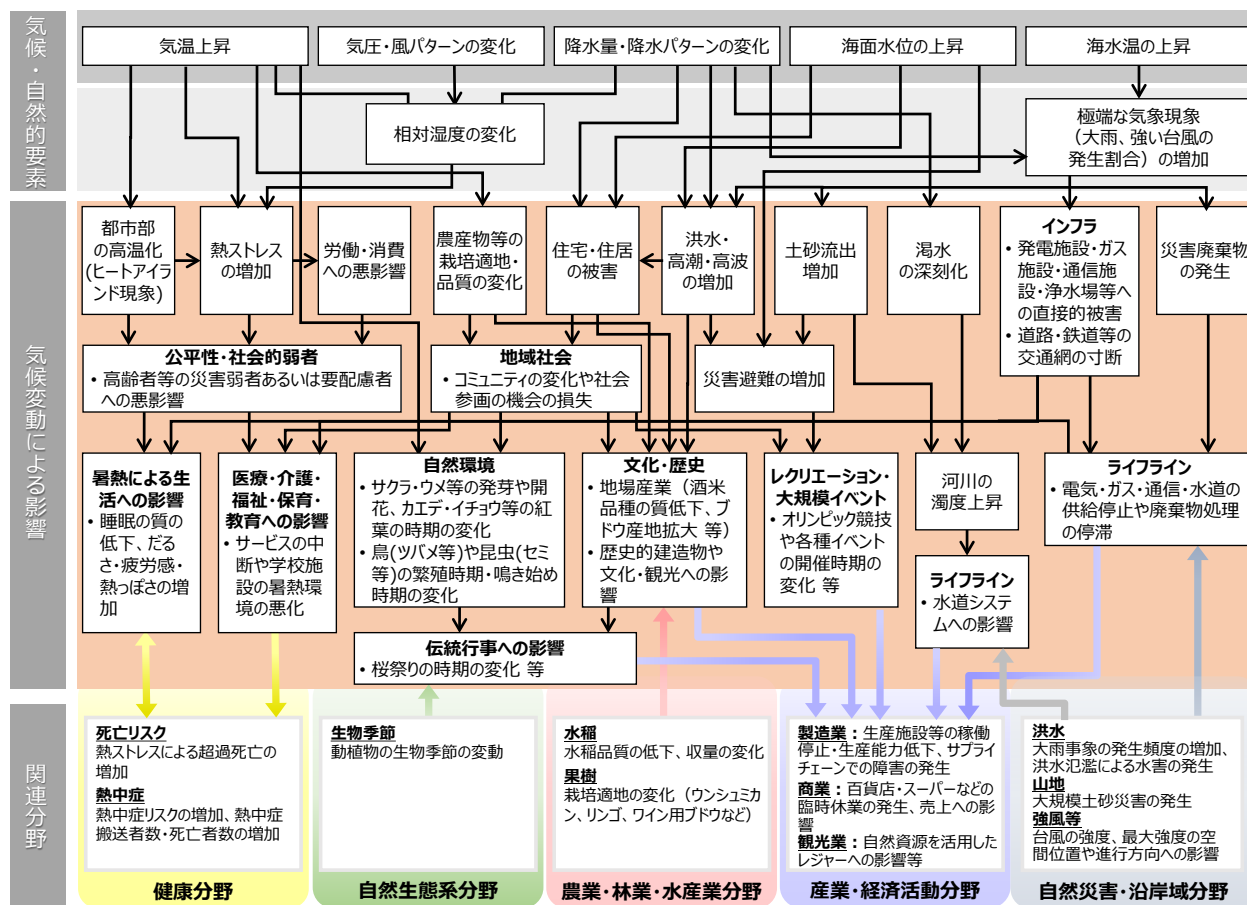 気候・自然的要素
気温上昇
気圧・風パターンの変化
降水量・降水パターンの変化
海面水位の上昇
海水温の上昇
相対湿度の変化
極端な気象現象
（大雨、強い台風の
発生割合）の増加
気候変動による影響
都市部
の高温化
(ヒートアイ
ランド現象)
熱ストレス
の増加
労働・消費
への悪影響
農産物等の
栽培適地・
品質の変化
住宅・住居
の被害
洪水・
高潮・高波
の増加
土砂流出
増加
渇水
の深刻化
インフラ
• 発電施設・ガス
施設・通信施
設・浄水場等へ
の直接的被害
• 道路・鉄道等の
交通網の寸断
災害廃棄物
の発生
公平性・社会的弱者
• 高齢者等の災害弱者あるいは要配慮者
への悪影響
地域社会
• コミュニティの変化や社会
参画の機会の損失
災害避難の増加
暑熱による生
活への影響
• 睡眠の質の
低下、だる
さ・疲労感・
熱っぽさの増
加
医療・介護・
福祉・保育・
教育への影響
• サービスの中
断や学校施
設の暑熱環
境の悪化
自然環境
• サクラ・ウメ等の発芽や開
花、カエデ・イチョウ等の紅
葉の時期の変化
• 鳥(ツバメ等)や昆虫(セミ
等)の繁殖時期・鳴き始め
時期の変化
文化・歴史
• 地場産業（酒米
品種の質低下、ブ
ドウ産地拡大 等）
• 歴史的建造物や
文化・観光への影
響
レクリエーション・
大規模イベント
• オリンピック競技
や各種イベント
の開催時期の
変化 等
河川の
濁度上昇
ライフライン
• 電気・ガス・通信・水道の
供給停止や廃棄物処理
の停滞
ライフライン
• 水道システ
ムへの影響
伝統行事への影響
• 桜祭りの時期の変化 等
関連分野
死亡リスク
熱ストレスによる超過死亡の
増加
熱中症
熱中症リスクの増加、熱中症
搬送者数・死亡者数の増加
健康分野
生物季節
動植物の生物季節の変動
自然生態系分野
水稲
水稲品質の低下、収量の変化
果樹
栽培適地の変化（ウンシュミカ
ン、リンゴ、ワイン用ブドウなど）
農業・林業・水産業分野
製造業：生産施設等の稼働
停止・生産能力低下、サプライ
チェーンでの障害の発生
商業：百貨店・スーパーなどの
臨時休業の発生、売上への影
響
観光業：自然資源を活用した
レジャーへの影響等
産業・経済活動分野
洪水
大雨事象の発生頻度の増加、
洪水氾濫による水害の発生
山地
大規模土砂災害の発生
強風等
台風の強度、最大強度の空
間位置や進行方向への影響
自然災害・沿岸域分野